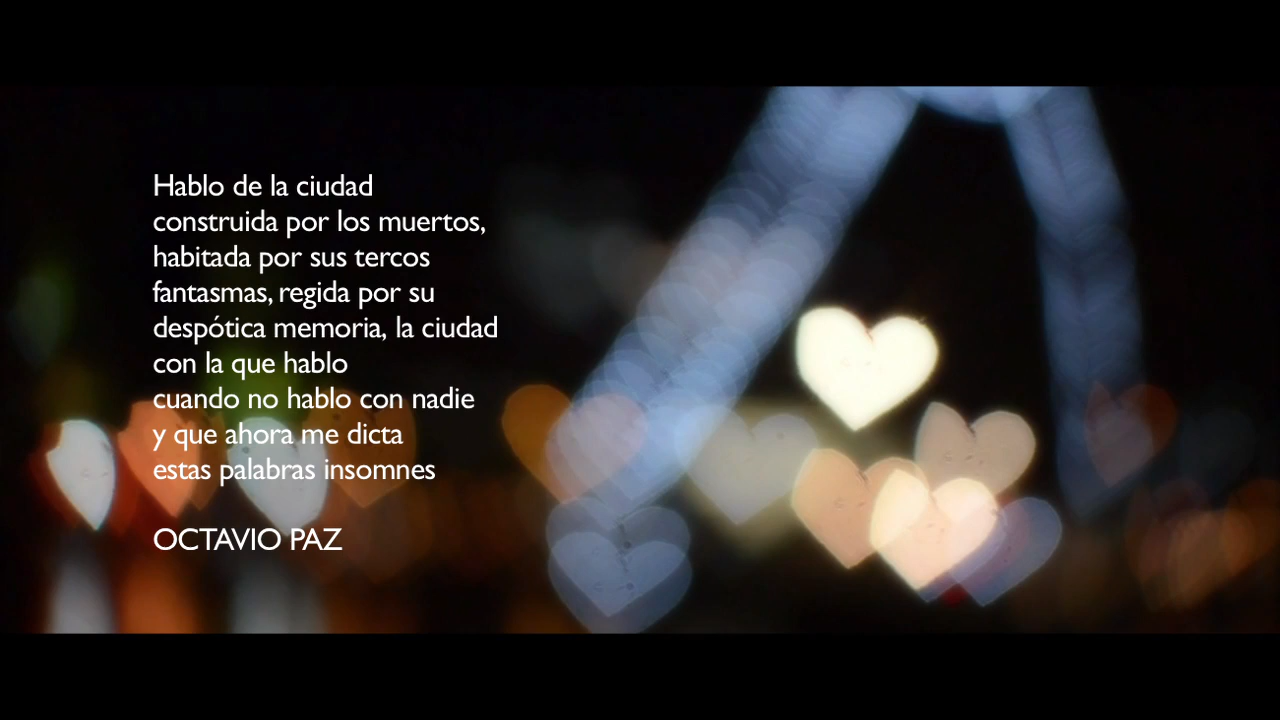 Hablo de la ciudad
construida por los muertos,
habitada por sus tercos
fantasmas, regida por su
despótica memoria, la ciudad
con la que hablo
cuando no hablo con nadie
y que ahora me dicta
estas palabras insomnes
OCTAVIO PAZ